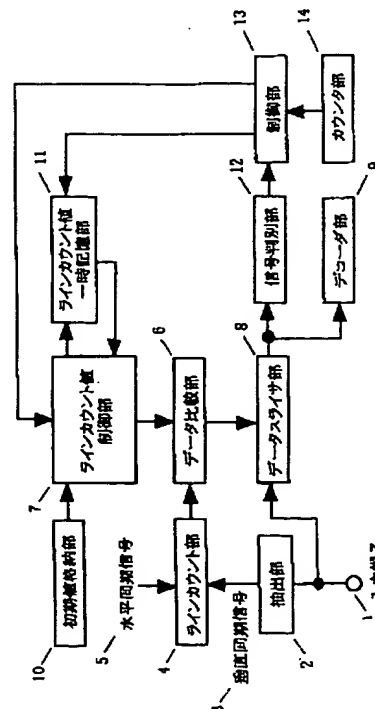 10
初期値格納部
7
ラインカウント値
制御部
11
ラインカウント値
一時記憶部
13
制御部
14
カウンタ部
5
水平同期信号
4
ラインカウント部
6
データ比較部
12
信号判別部
9
デコーダ部
8
データスライサ部
3
垂直同期信号
2
抽出部
1
入力端子